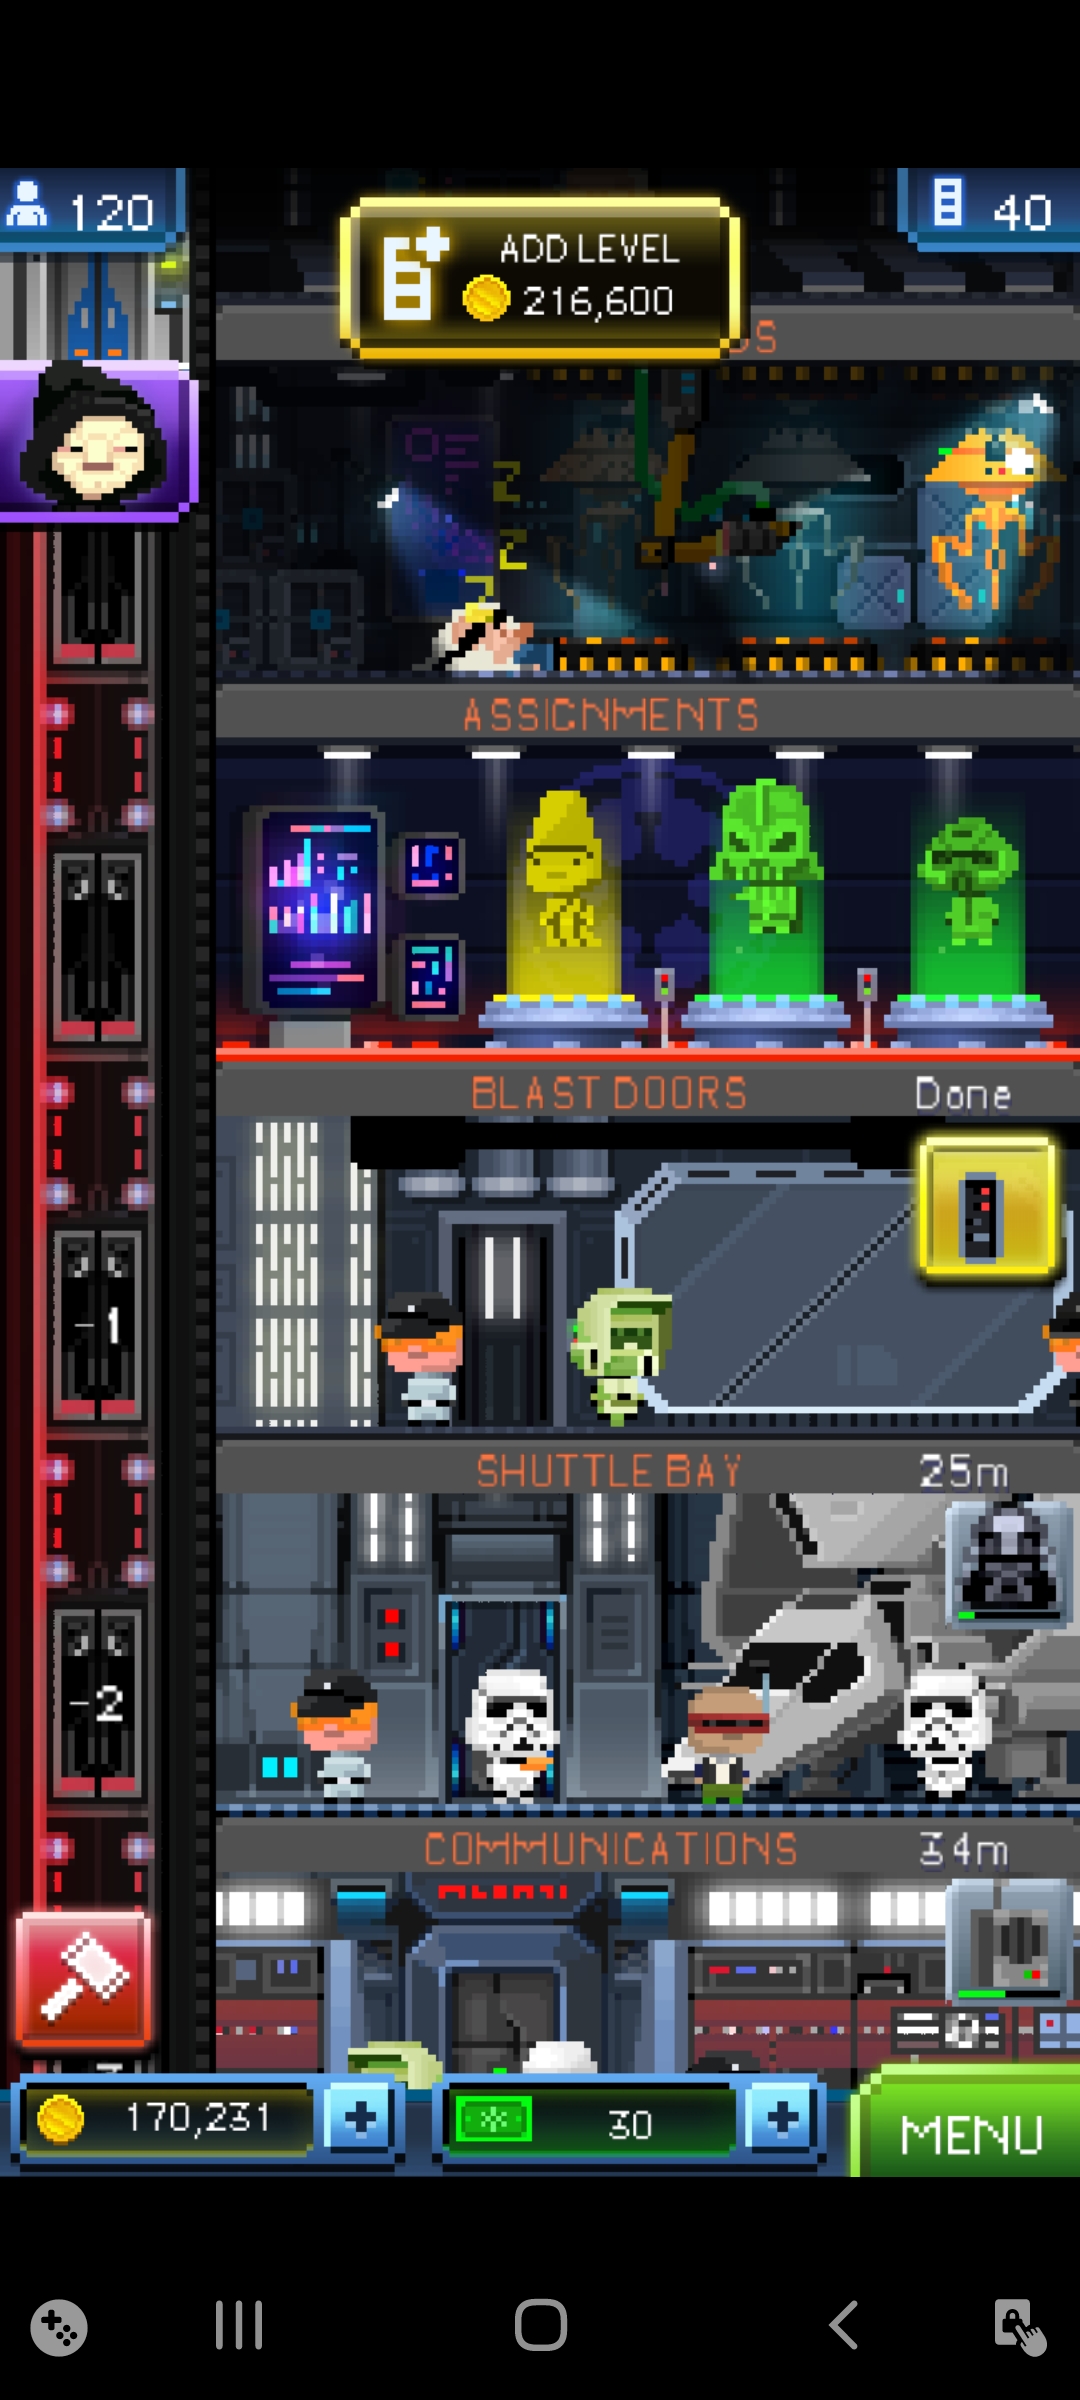 120
ADD LEVEL
216,600
40
ASSIGNMENTS
BLAST DOORS
Done
-1
SHUTTLE BAY
25m
-2
COMMUNICATIONS
34m
170,231
30
MENU